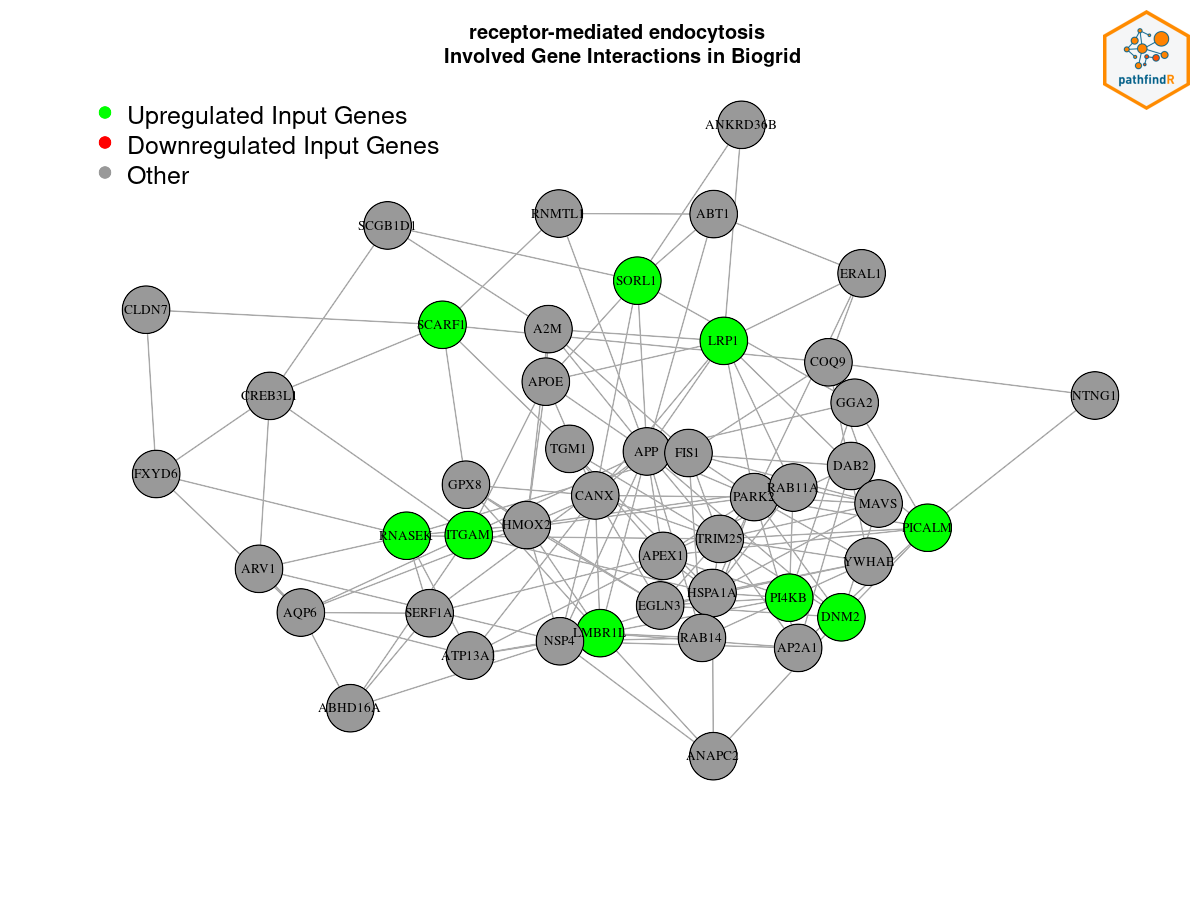 receptor-mediated endocytosis
Involved Gene Interactions in Biogrid
pathfindR
Upregulated Input Genes
Downregulated Input Genes
Other
ANKRD36B
RNMTL1
ABT1
SCGB1D1
ERAL1
SORL1
CLDN7
SCARF1
A2M
LRP1
COQ9
APOE
CREB3L1
NTNG1
GGA2
TGM1
APP
FIS1
DAB2
FXYD6
GPX8
CANX
PARK2
RAB11A
MAVS
HMOX2
PICALM
RNASEK
ITGAM
TRIM25
APEX1
YWHAE
ARV1
HSPA1A
PI4KB
EGLN3
AQP6
SERF1A
DNM2
LMBR1L
NSP4
RAB14
AP2A1
ATP13A
ABHD16A
ANAPC2